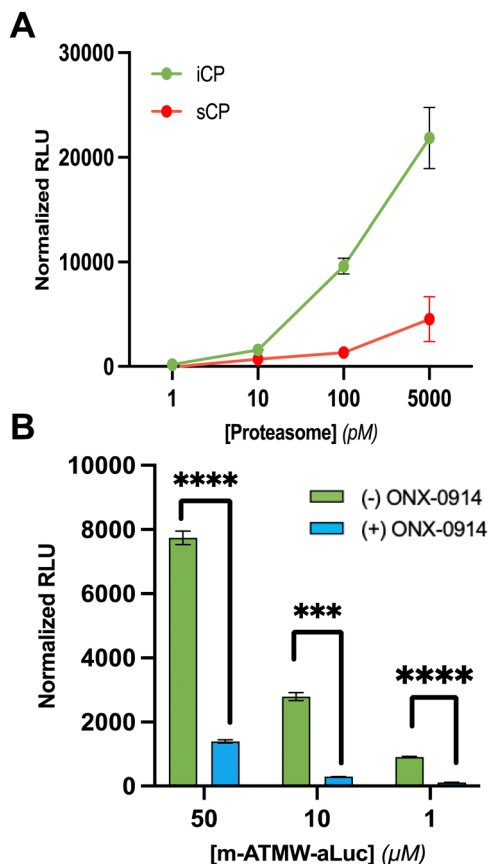 A
30000
20000
10000
0
Normalized RLU
iCP
sCP
1 10 100 5000
[Proteasome] (pM)
B
10000
8000
6000
4000
2000
0
Normalized RLU
****
***
****
(-) ONX-0914
(+) ONX-0914
50 10 1
[m-ATMW-aLuc] (μM)